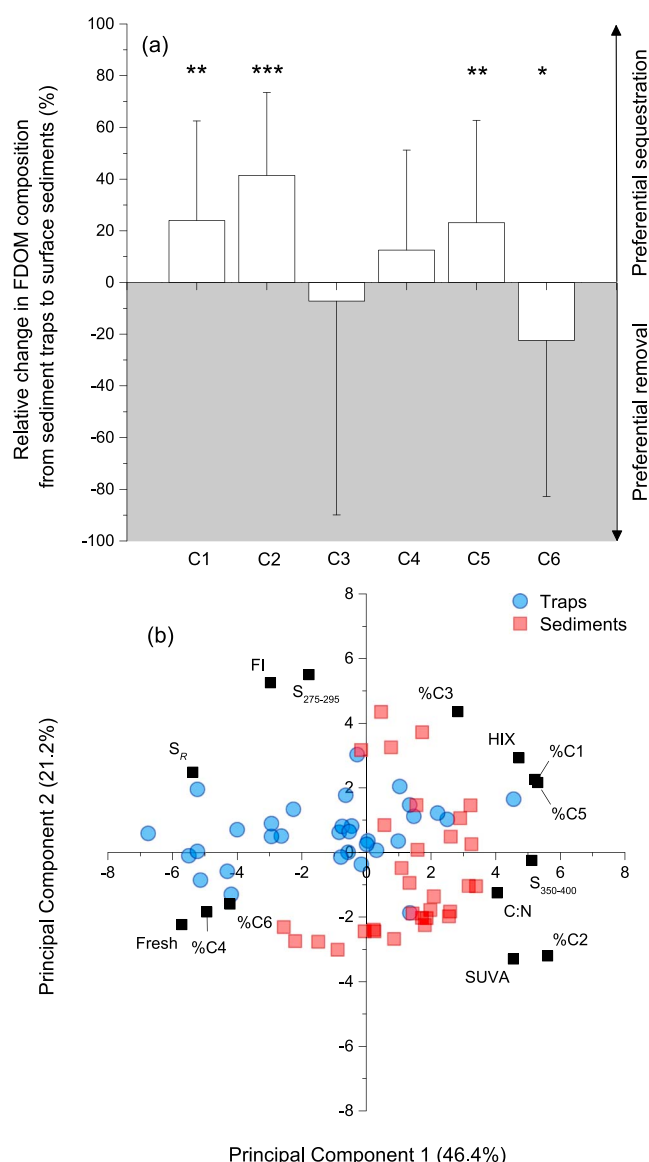 (a)
Relative change in FDOM composition
from sediment traps to surface sediments (%)
100
80
60
40
20
0
-20
-40
-60
-80
-100
**
***
**
*
Preferential sequestration
Preferential removal
C1 C2 C3 C4 C5 C6
(b)
Traps
Sediments
Principal Component 2 (21.2%)
8
6
4
2
0
-2
-4
-6
-8
-8 -6 -4 -2 0 2 4 6 8
FI
S275-295
%C3
HIX
%C1
SR
%C5
S350-400
C:N
%C6
%C4
Fresh
%C2
SUVA
Principal Component 1 (46.4%)